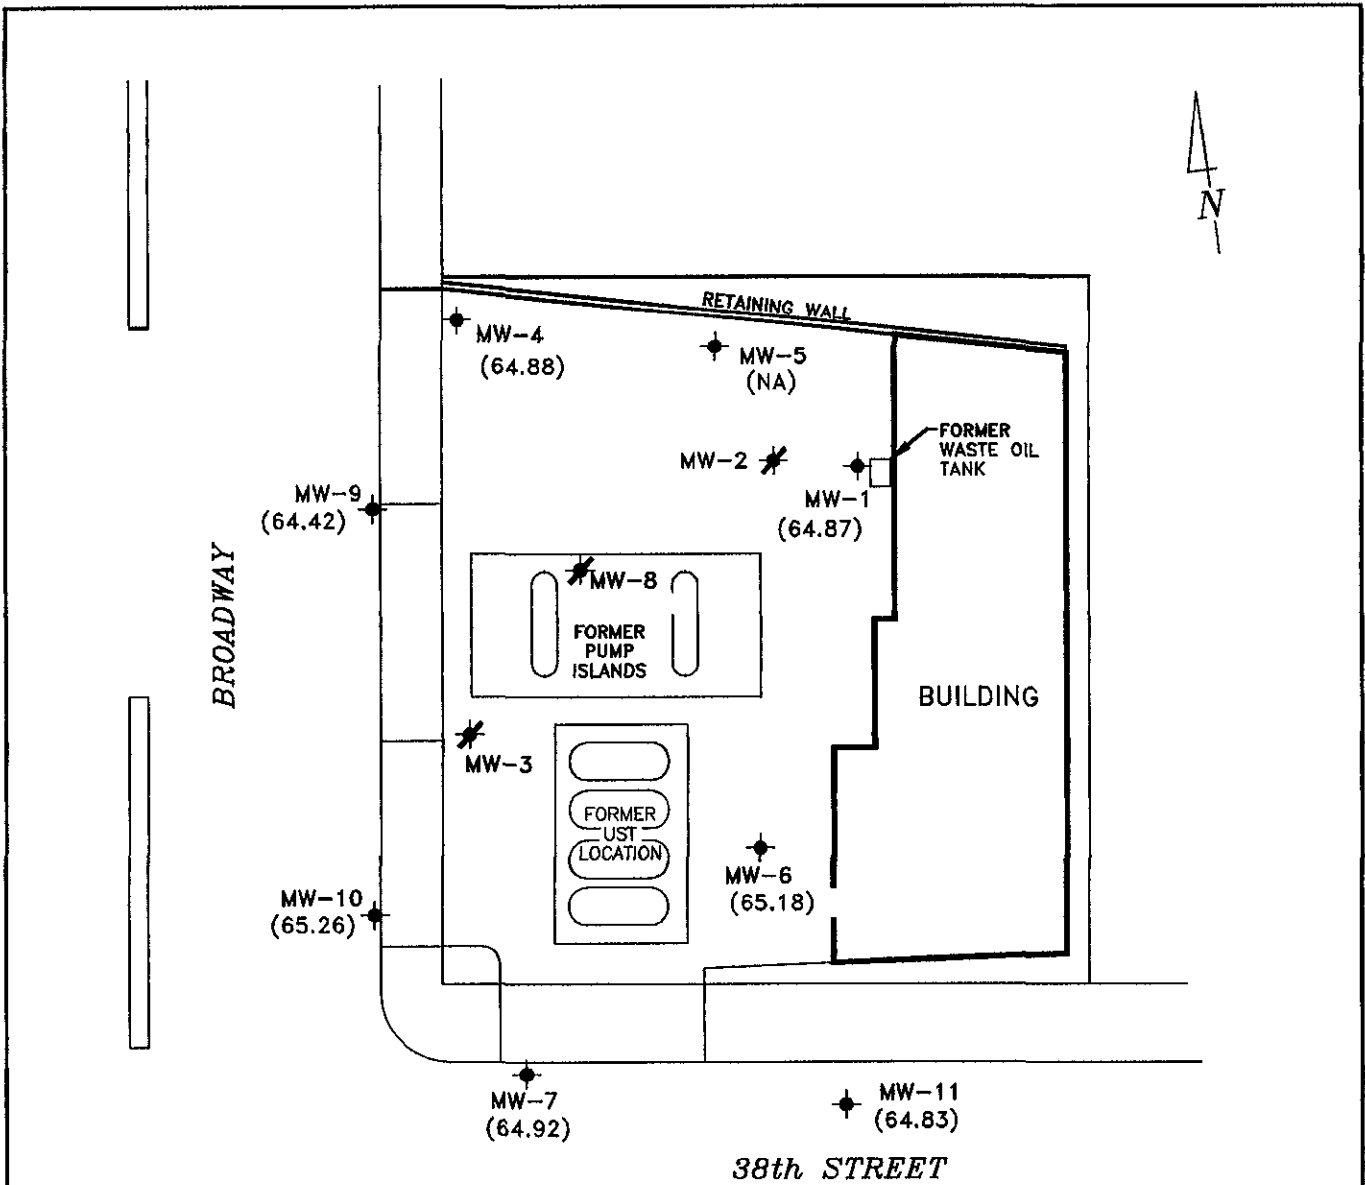 N
RETAINING WALL
MW-4
(64.88)
MW-5
(NA)
FORMER
WASTE OIL
TANK
MW-2
MW-1
(64.87)
MW-9
(64.42)
BROADWAY
MW-8
FORMER
PUMP
ISLANDS
BUILDING
MW-3
FORMER
UST
LOCATION
MW-6
(65.18)
MW-10
(65.26)
MW-7
(64.92)
MW-11
(64.83)
38th STREET